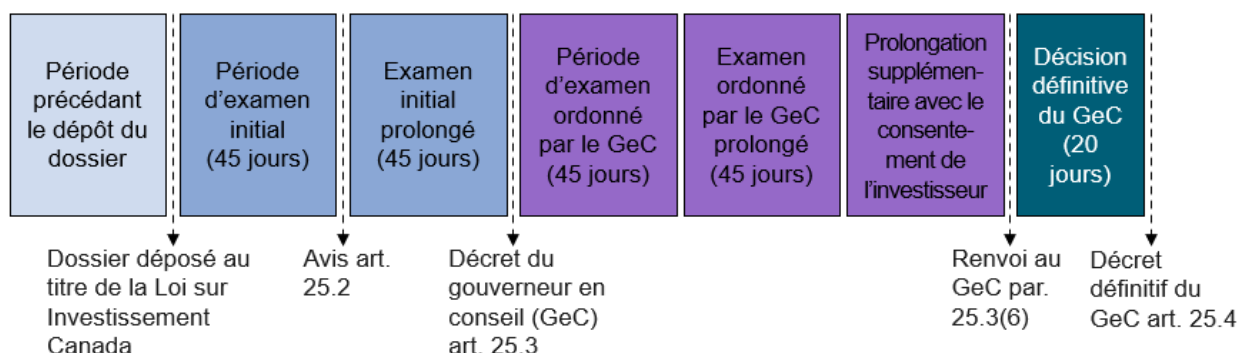 Période
précédant
le dépôt du
dossier
Période
d'examen
initial
(45 jours)
Examen
initial
prolongé
(45 jours)
Période
d'examen
ordonné
par le GeC
(45 jours)
Examen
ordonné
par le GeC
prolongé
(45 jours)
Prolongation
supplémen-
taire avec le
consente-
ment de
l'investisseur
Décision
définitive
du GeC
(20
jours)
Dossier déposé au
titre de la Loi sur
Investissement
Canada
Avis art.
25.2
Décret du
gouverneur en
conseil (GeC)
art. 25.3
Renvoi au
GeC par.
25.3(6)
Décret
définitif du
GeC art. 25.4